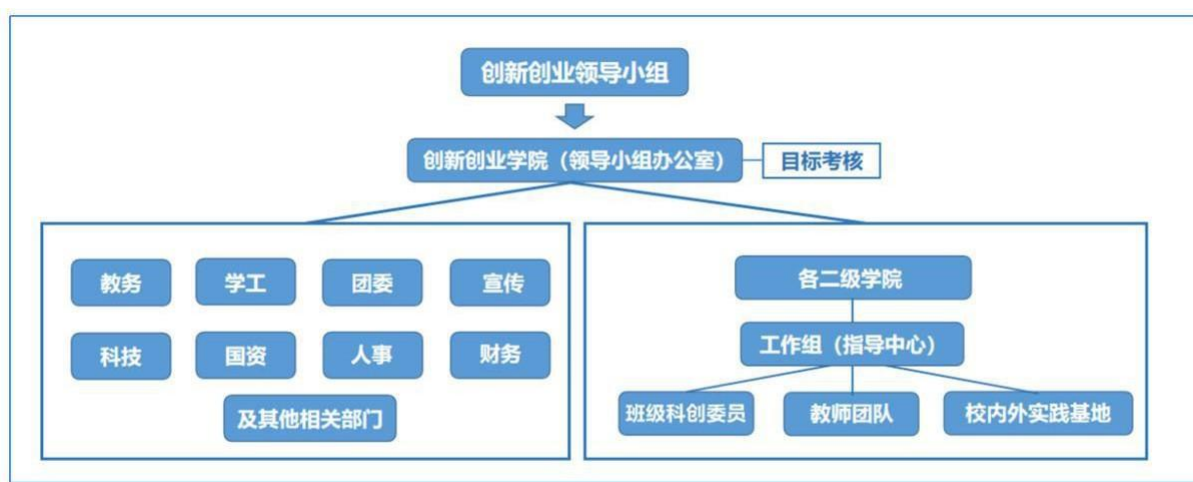 创新创业领导小组
创新创业学院（领导小组办公室）
目标考核
教务
学工
团委
宣传
科技
国资
人事
财务
及其他相关部门
各二级学院
工作组（指导中心）
班级科创委员
教师团队
校内外实践基地